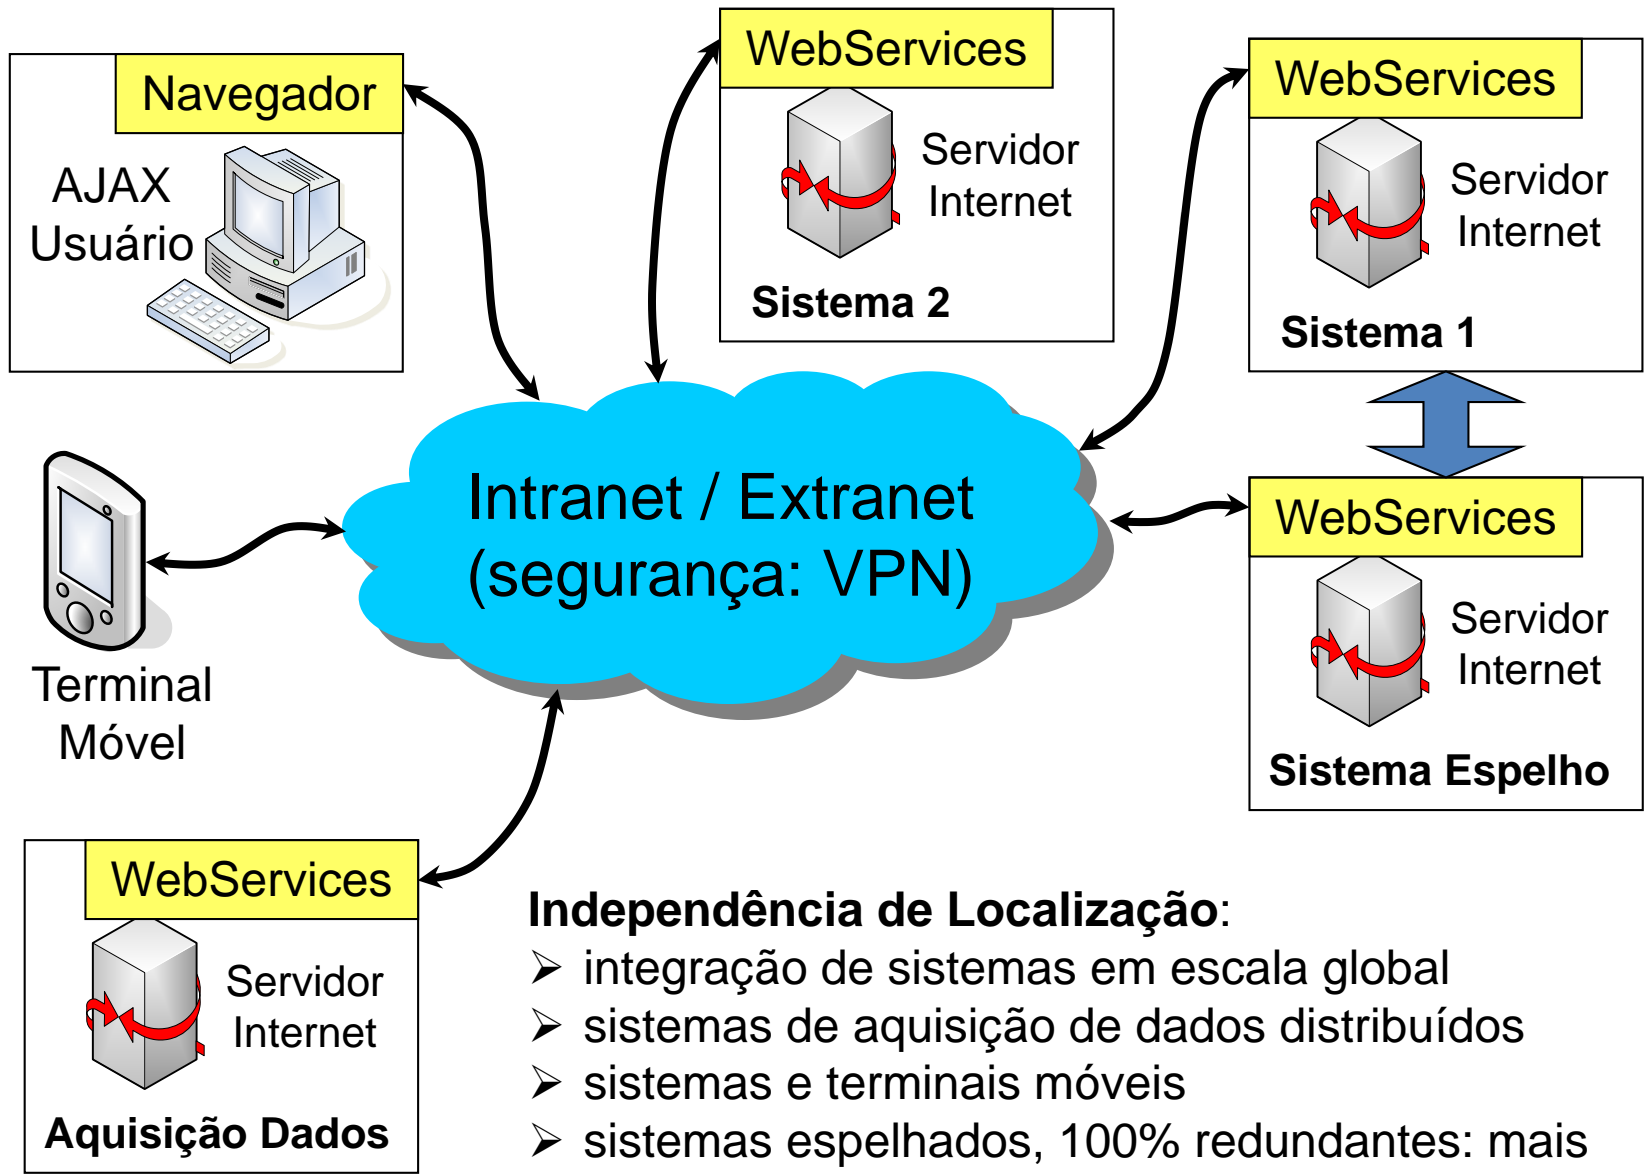 Navegador
AJAX
Usuário
WebServices
Servidor
Internet
Sistema 2
WebServices
Servidor
Internet
Sistema 1
Intranet / Extranet
(segurança: VPN)
Terminal
Móvel
WebServices
Servidor
Internet
Sistema Espelho
WebServices
Servidor
Internet
Aquisição Dados
Independência de Localização:
➢ integração de sistemas em escala global
➢ sistemas de aquisição de dados distribuídos
➢ sistemas e terminais móveis
➢ sistemas espelhados, 100% redundantes: mais